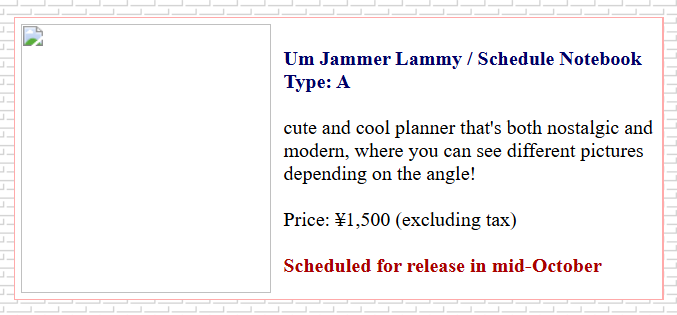 Um Jammer Lammy / Schedule Notebook
Type: A
cute and cool planner that's both nostalgic and
modern, where you can see different pictures
depending on the angle!
Price: ¥1,500 (excluding tax)
Scheduled for release in mid-October